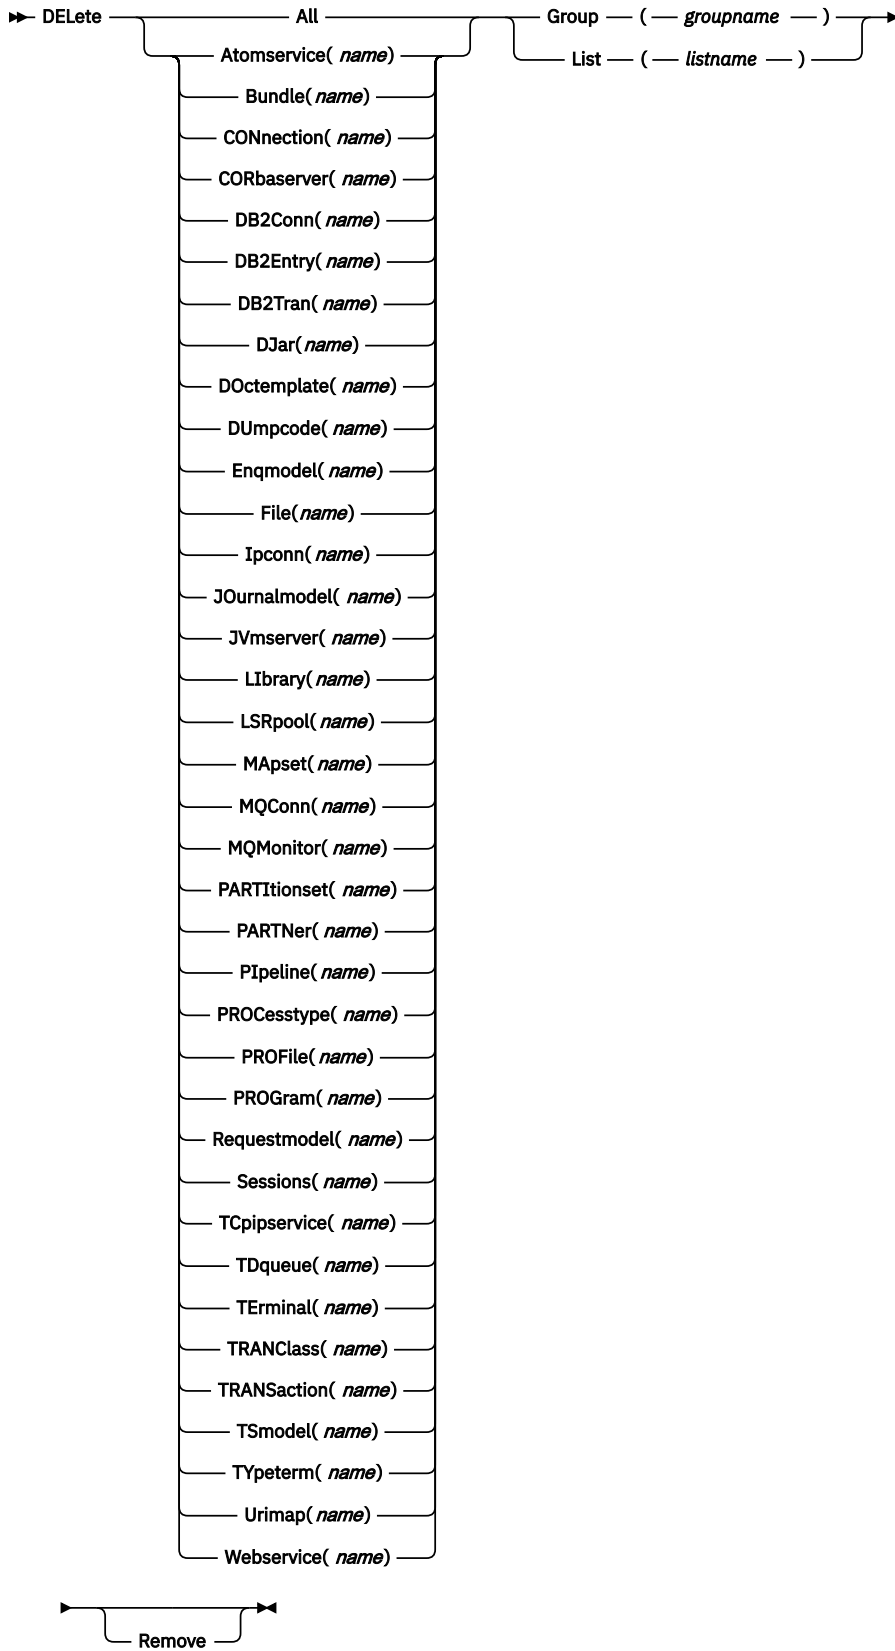 DELete All Group ( groupname )
Atomservice( name) List ( listname )
Bundle(name)
CONnection( name)
CORbaserver( name)
DB2Conn( name)
DB2Entry( name)
DB2Tran( name)
DJar(name)
DOctemplate( name)
DUmpcode( name)
Enqmodel( name)
File(name)
Ipconn( name)
JOurnalmodel( name)
JVmserver( name)
LIbrary( name)
LSRpool( name)
MApset( name)
MQConn( name)
MQMonitor( name)
PARTItionset( name)
PARTNer( name)
PIpeline( name)
PROCesstype( name)
PROFile( name)
PROGram( name)
Requestmodel( name)
Sessions( name)
TCpipservice( name)
TDqueue( name)
TErminal( name)
TRANClass( name)
TRANSaction( name)
TSmodel( name)
TYpeterm( name)
Urimap(name)
Webservice( name)
Remove